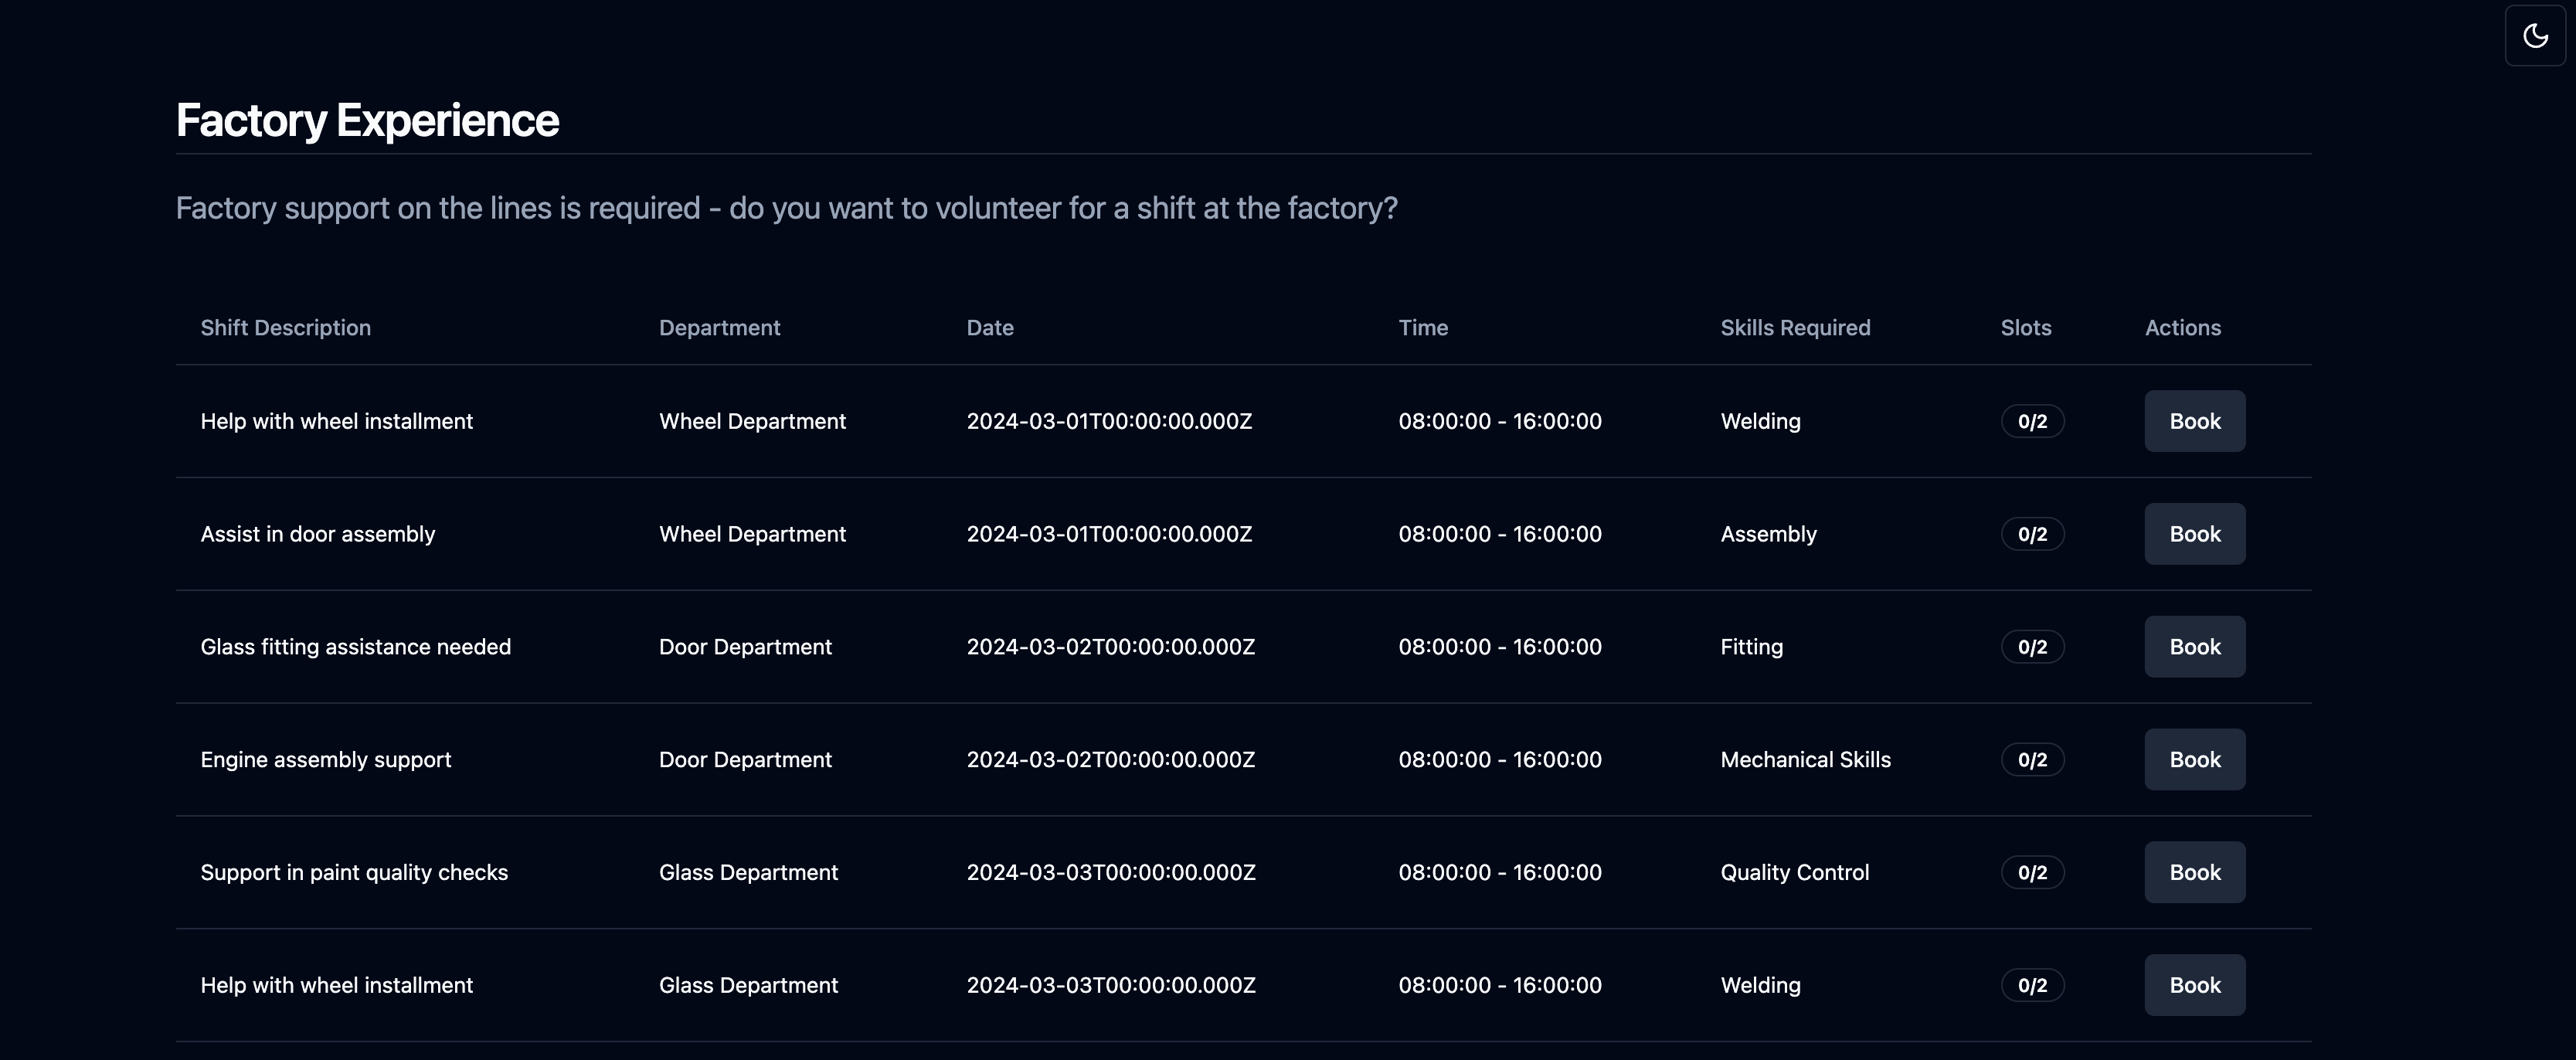 Factory Experience
Factory support on the lines is required - do you want to volunteer for a shift at the factory?
Shift Description Department Date Time Skills Required Slots Actions
Help with wheel installment Wheel Department 2024-03-01T00:00:00.000Z 08:00:00 - 16:00:00 Welding 0/2 Book
Assist in door assembly Wheel Department 2024-03-01T00:00:00.000Z 08:00:00 - 16:00:00 Assembly 0/2 Book
Glass fitting assistance needed Door Department 2024-03-02T00:00:00.000Z 08:00:00 - 16:00:00 Fitting 0/2 Book
Engine assembly support Door Department 2024-03-02T00:00:00.000Z 08:00:00 - 16:00:00 Mechanical Skills 0/2 Book
Support in paint quality checks Glass Department 2024-03-03T00:00:00.000Z 08:00:00 - 16:00:00 Quality Control 0/2 Book
Help with wheel installment Glass Department 2024-03-03T00:00:00.000Z 08:00:00 - 16:00:00 Welding 0/2 Book